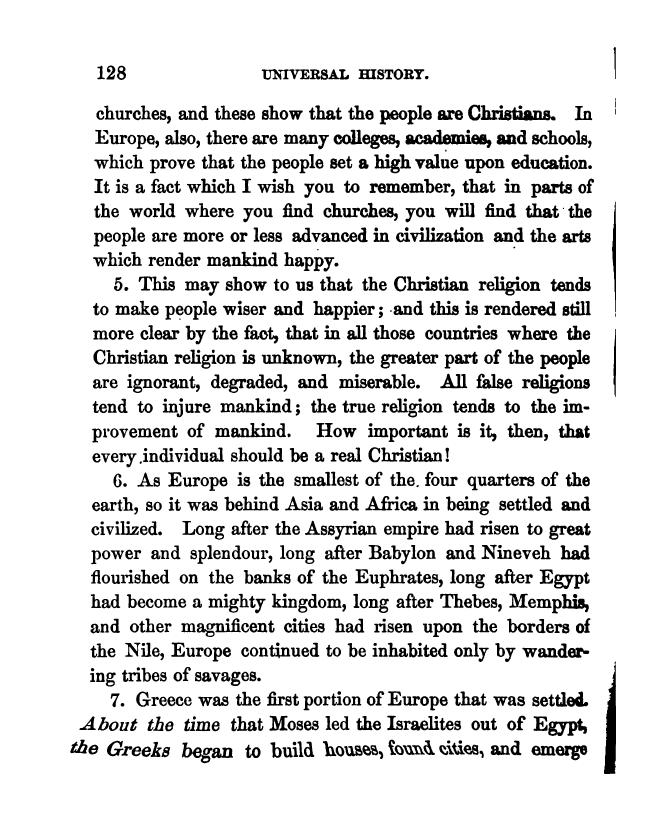 128 UNIVERSAL HISTORY.
churches, and these show that the people are Christians. In
Europe, also, there are many colleges, academies, and schools,
which prove that the people set a high value upon education.
It is a fact which I wish you to remember, that in parts of
the world where you find churches, you will find that the
people are more or less advanced in civilization and the arts
which render mankind happy.
5. This may show to us that the Christian religion tends
to make people wiser and happier; and this is rendered still
more clear by the fact, that in all those countries where the
Christian religion is unknown, the greater part of the people
are ignorant, degraded, and miserable. All false religions
tend to injure mankind; the true religion tends to the im-
provement of mankind. How important is it, then, that
every individual should be a real Christian!
6. As Europe is the smallest of the four quarters of the
earth, so it was behind Asia and Africa in being settled and
civilized. Long after the Assyrian empire had risen to great
power and splendour, long after Babylon and Nineveh had
flourished on the banks of the Euphrates, long after Egypt
had become a mighty kingdom, long after Thebes, Memphis,
and other magnificent cities had risen upon the borders of
the Nile, Europe continued to be inhabited only by wander-
ing tribes of savages.
7. Greece was the first portion of Europe that was settled.
About the time that Moses led the Israelites out of Egypt,
the Greeks began to build houses, found cities, and emerge